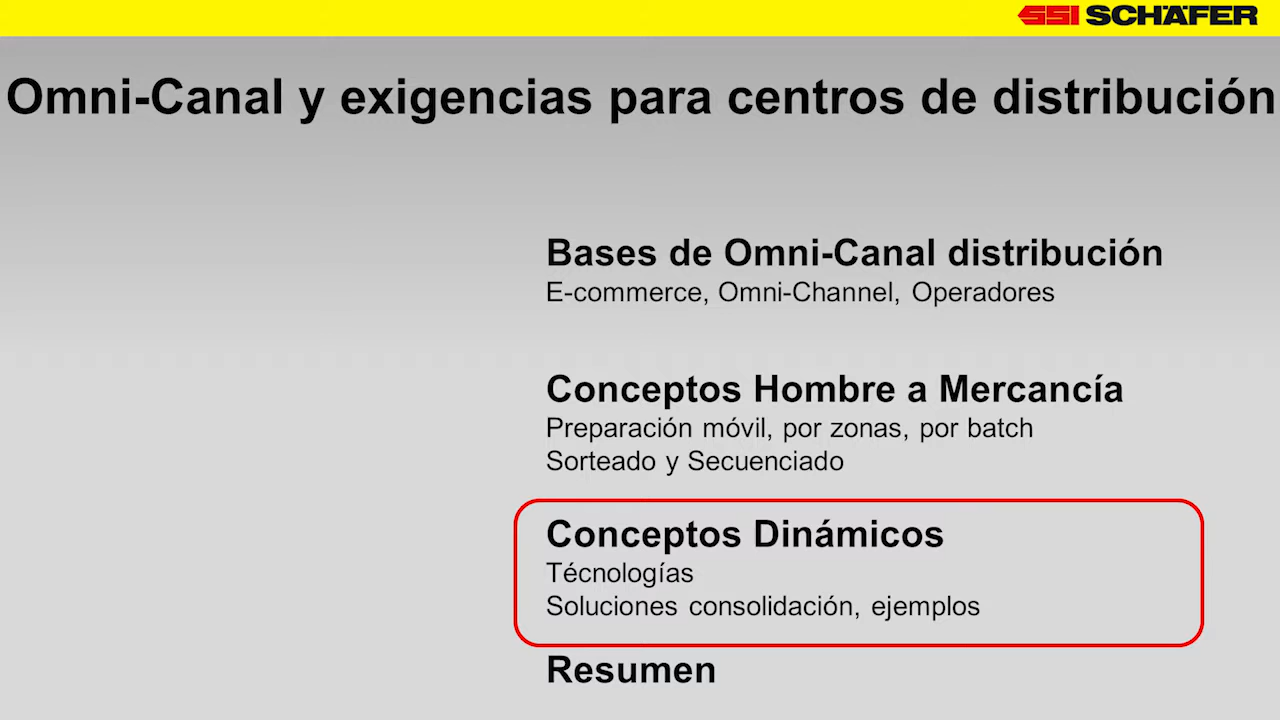 SSI SCHÄFER
Omni-Canal y exigencias para centros de distribución
Bases de Omni-Canal distribución
E-commerce, Omni-Channel, Operadores
Conceptos Hombre a Mercancía
Preparación móvil, por zonas, por batch
Sorteado y Secuenciado
Conceptos Dinámicos
Técnologías
Soluciones consolidación, ejemplos
Resumen